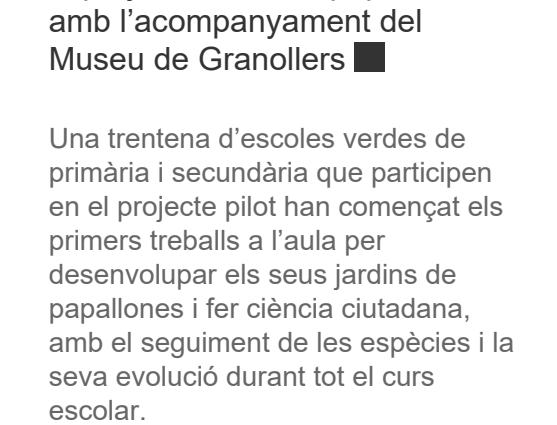 amb l’acompanyament del
Museu de Granollers
Una trentena d’escoles verdes de
primària i secundària que participen
en el projecte pilot han començat els
primers treballs a l’aula per
desenvolupar els seus jardins de
papallones i fer ciència ciutadana,
amb el seguiment de les espècies i la
seva evolució durant tot el curs
escolar.